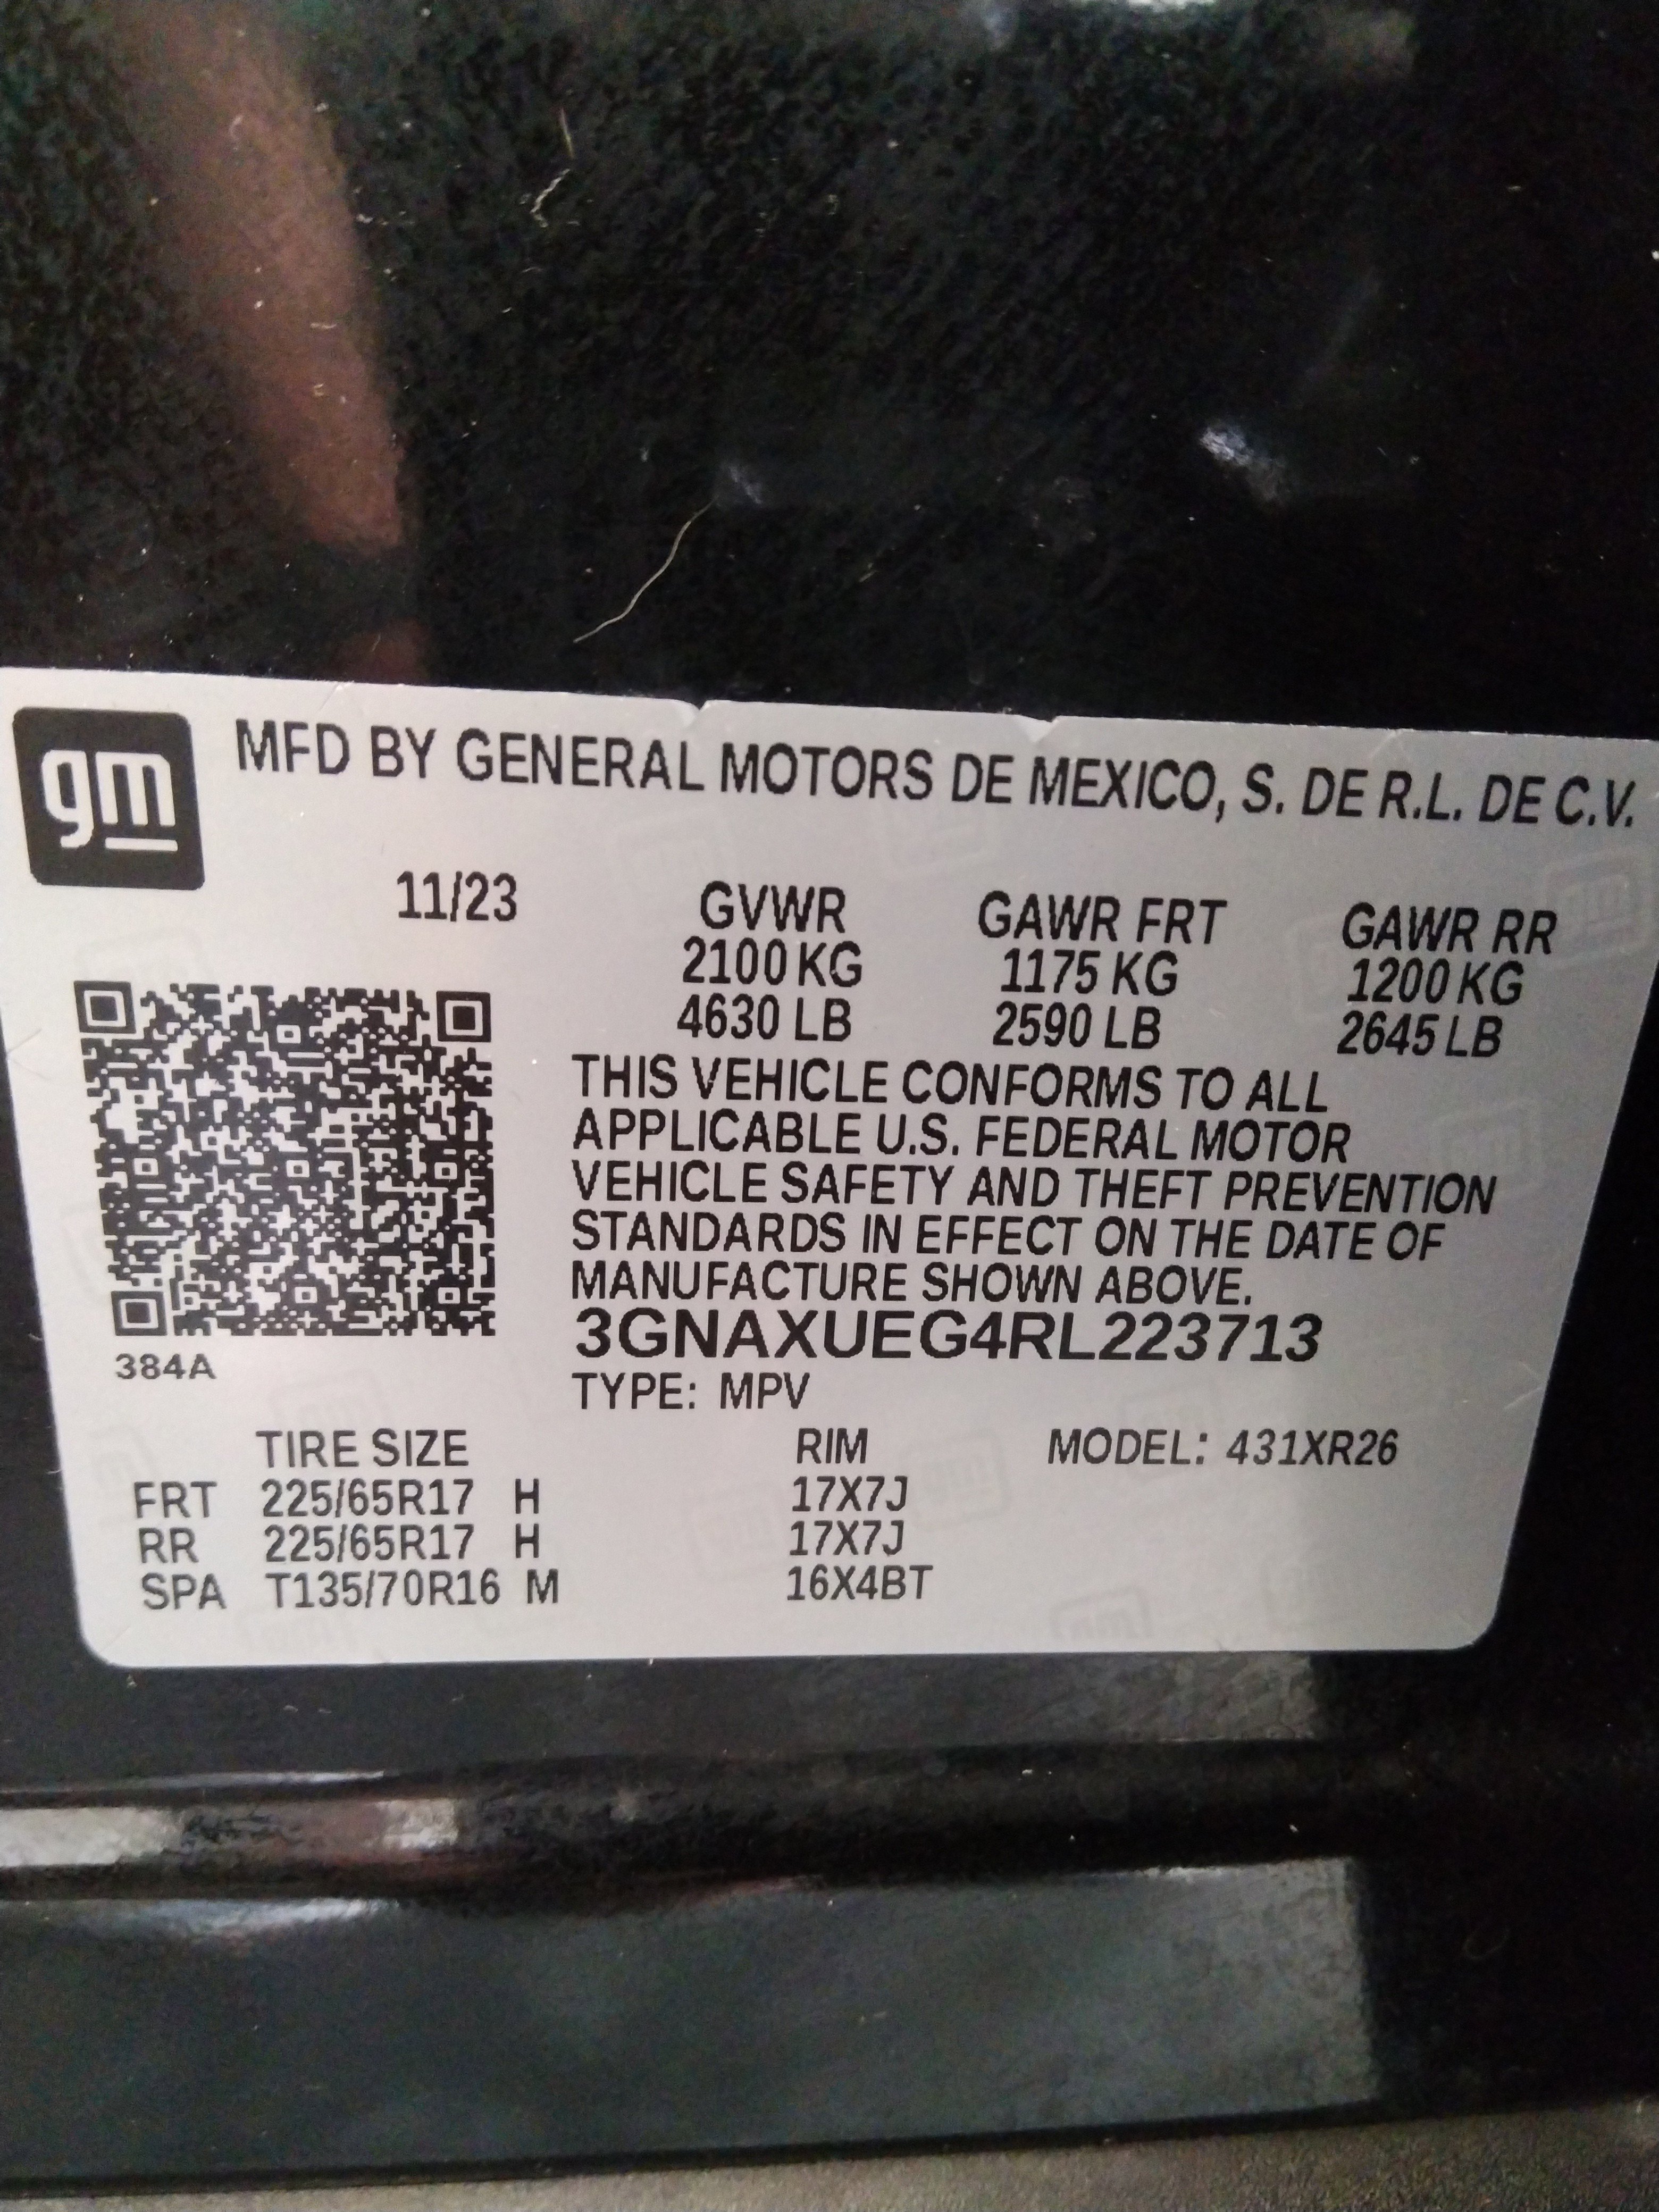 gm
MFD BY GENERAL MOTORS DE MEXICO, S. DE R.L. DE C.V.
11/23 GVWR GAWR FRT GAWR RR
2100 KG 1175 KG 1200 KG
4630 LB 2590 LB 2645 LB
THIS VEHICLE CONFORMS TO ALL
APPLICABLE U.S. FEDERAL MOTOR
VEHICLE SAFETY AND THEFT PREVENTION
STANDARDS IN EFFECT ON THE DATE OF
MANUFACTURE SHOWN ABOVE.
3GNAXUEG4RL223713
384A
TYPE: MPV
TIRE SIZE RIM MODEL: 431XR26
FRT 225/65R17 H 17X7J
RR 225/65R17 H 17X7J
SPA T135/70R16 M 16X4BT